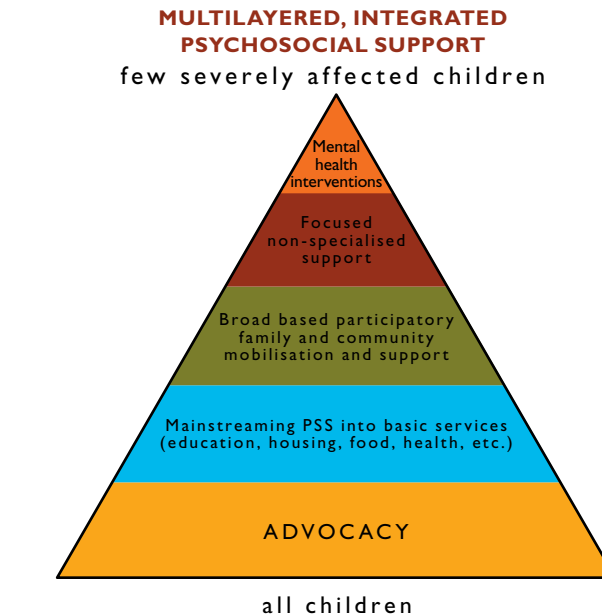 MULTILAYERED, INTEGRATED
PSYCHOSOCIAL SUPPORT
few severely affected children
Mental
health
interventions
Focused
non-specialised
support
Broad based participatory
family and community
mobilisation and support
Mainstreaming PSS into basic services
(education, housing, food, health, etc.)
ADVOCACY
all children